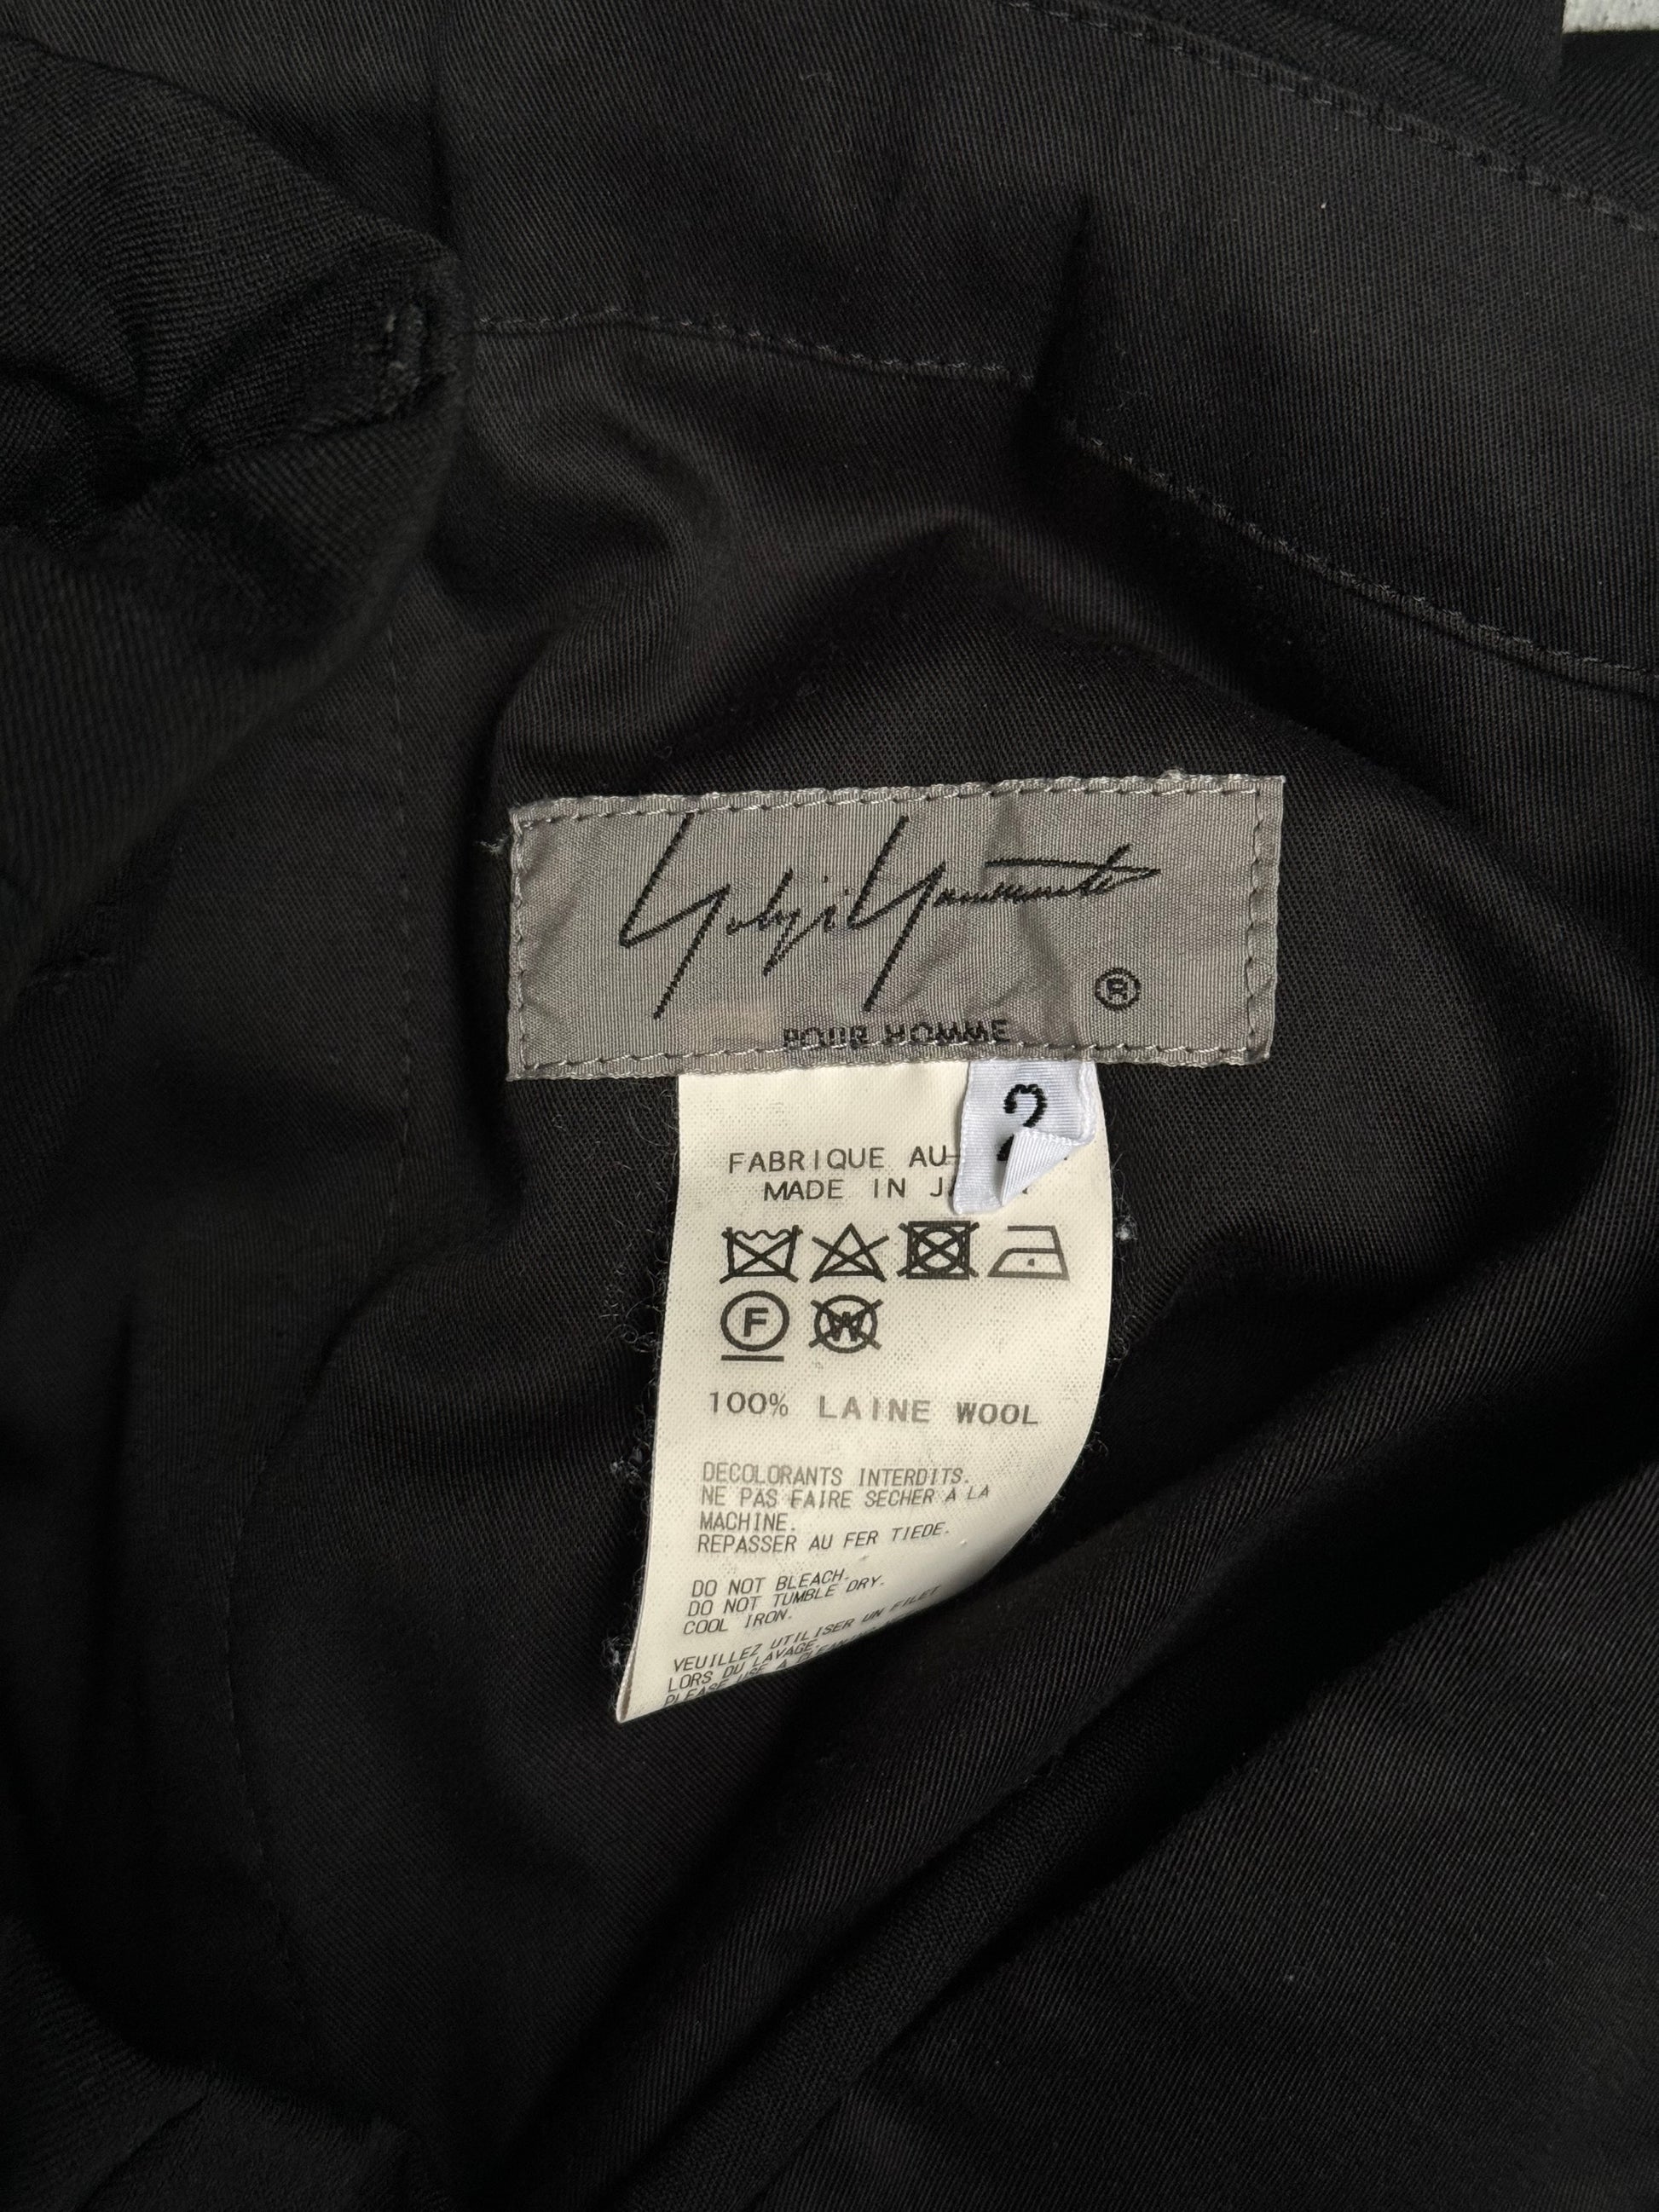 Yohji Yamamoto
®
POUR HOMME
2
FABRIQUE AU
MADE IN
F
W
100% LAINE WOOL
DECOLORANTS INTERDITS.
NE PAS FAIRE SECHER A LA
MACHINE.
REPASSER AU FER TIEDE.
DO NOT BLEACH.
DO NOT TUMBLE DRY.
COOL IRON.
VEUILLEZ UTILISER UN FILET
LORS DU LAVAGE.
PLEASE USE A